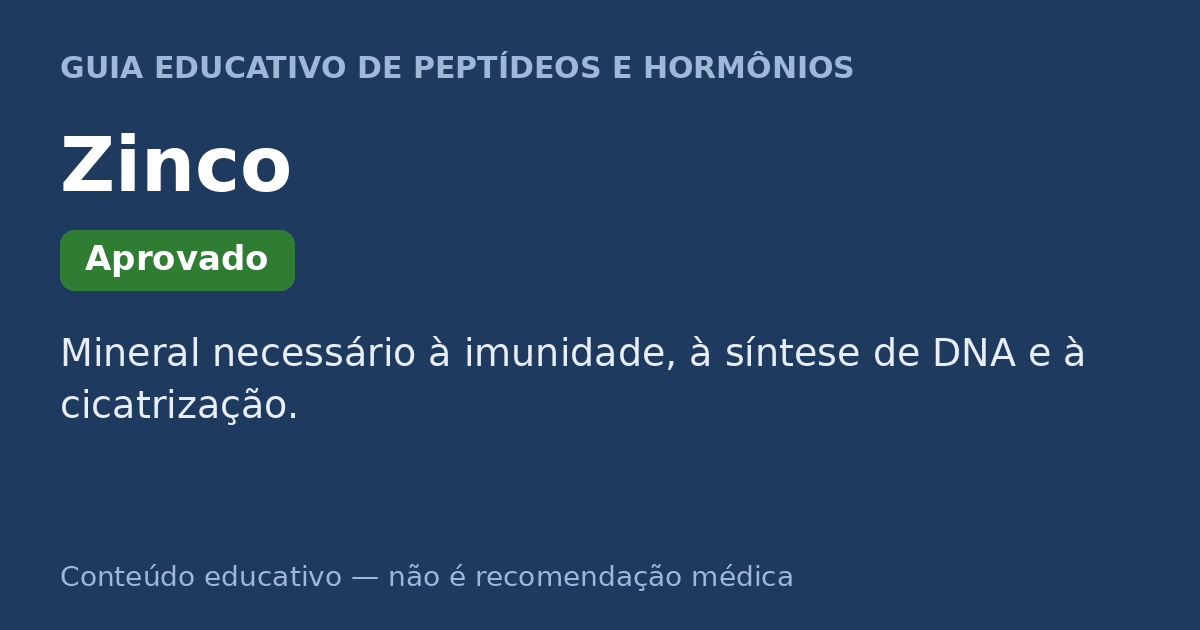 GUIA EDUCATIVO DE PEPTÍDEOS E HORMÔNIOS
Zinco
Aprovado
Mineral necessário à imunidade, à síntese de DNA e à
cicatrização.
Conteúdo educativo — não é recomendação médica